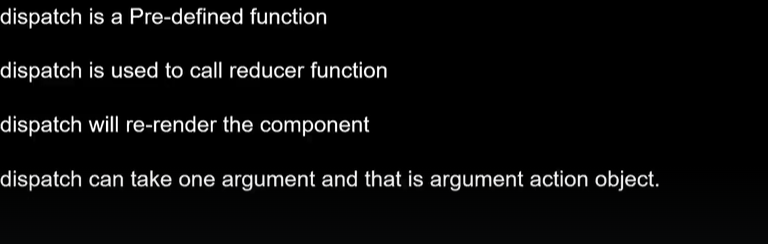 dispatch is a Pre-defined function
dispatch is used to call reducer function
dispatch will re-render the component
dispatch can take one argument and that is argument action object.